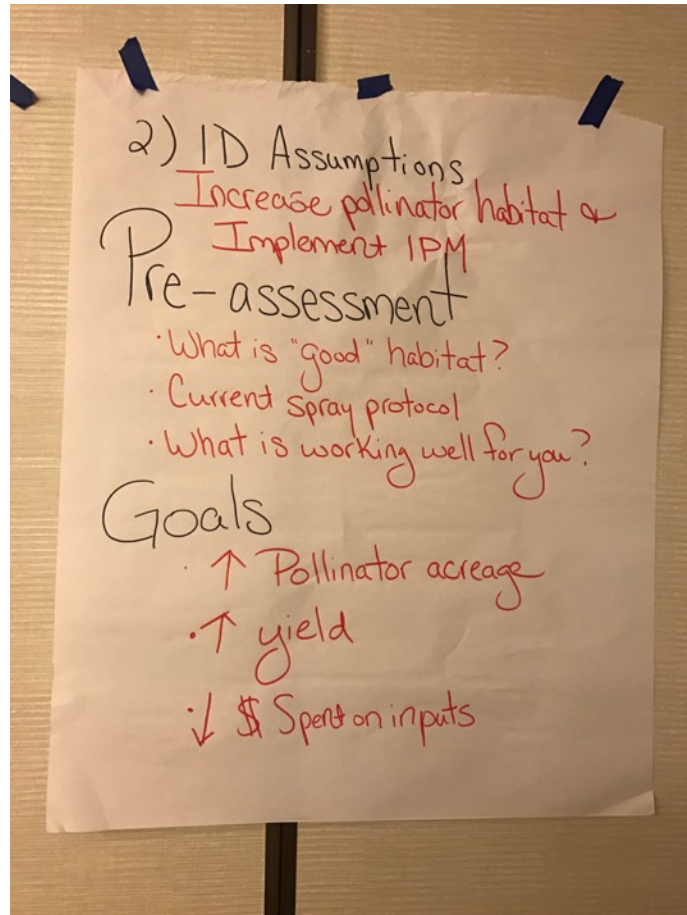 2) ID Assumptions
Increase pollinator habitat &
Implement IPM
Pre-assessment
· What is "good" habitat?
· Current spray protocol
· What is working well for you?
Goals
· ↑ Pollinator acreage
· ↑ yield
· ↓ $ Spent on inputs